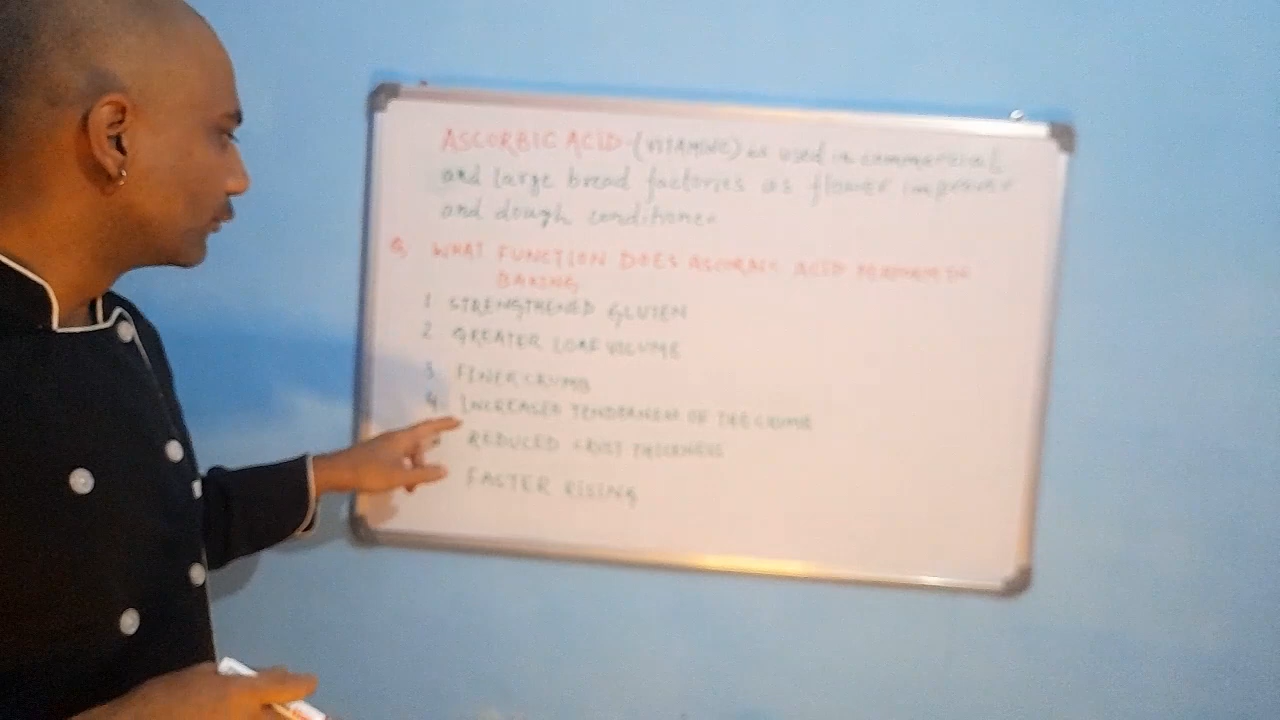 ASCORBIC ACID - (VITAMINC) is used in commercial
and large bread factories as flower improver
and dough conditioner
Q WHAT FUNCTION DOES ASCORBIC ACID PERFORM IN
BAKING
1 STRENGTHENED GLUTEN
2 GREATER LOAF VOLUME
3. FINER CRUMB
4. INCREASED TENDERNESS OF THE CRUMB
REDUCED CRUST THICKNESS
FASTER RISING